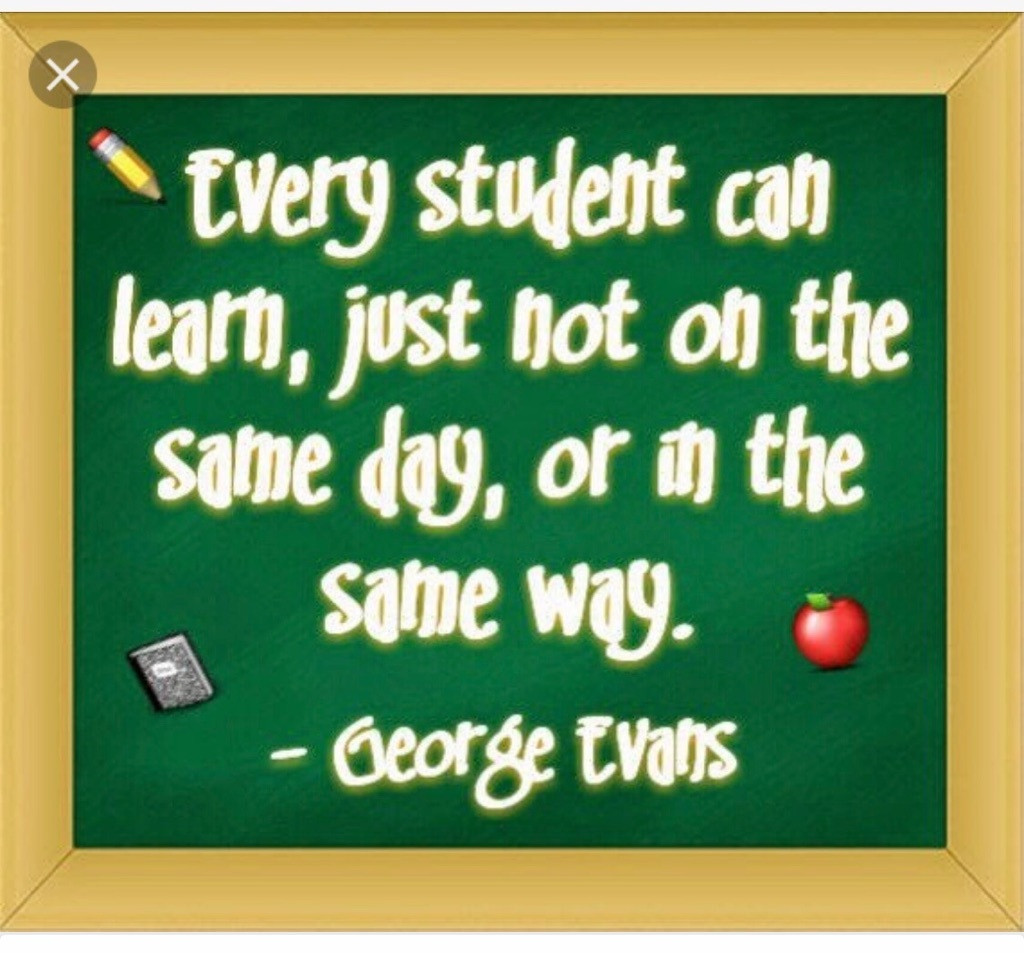 Every student can
learn, just not on the
same day, or in the
same way.
- George Evans